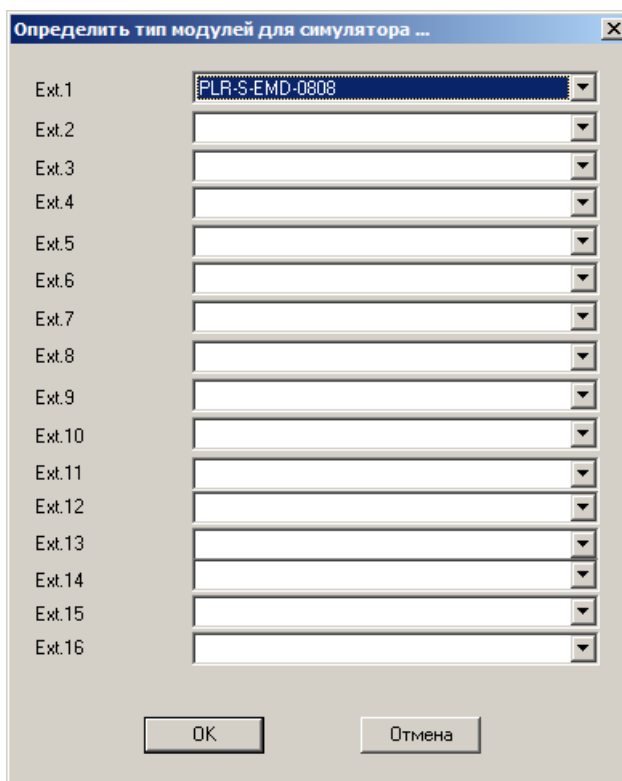 Определить тип модулей для симулятора ...
Ext.1 PLR-S-EMD-0808
Ext.2
Ext.3
Ext.4
Ext.5
Ext.6
Ext.7
Ext.8
Ext.9
Ext.10
Ext.11
Ext.12
Ext.13
Ext.14
Ext.15
Ext.16
OK Отмена